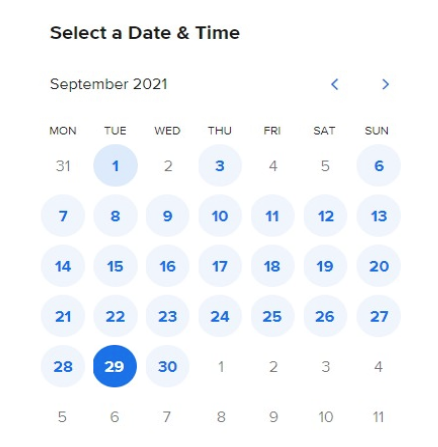 Select a Date & Time
September 2021
MON TUE WED THU FRI SAT SUN
31 1 2 3 4 5 6
7 8 9 10 11 12 13
14 15 16 17 18 19 20
21 22 23 24 25 26 27
28 29 30 1 2 3 4
5 6 7 8 9 10 11